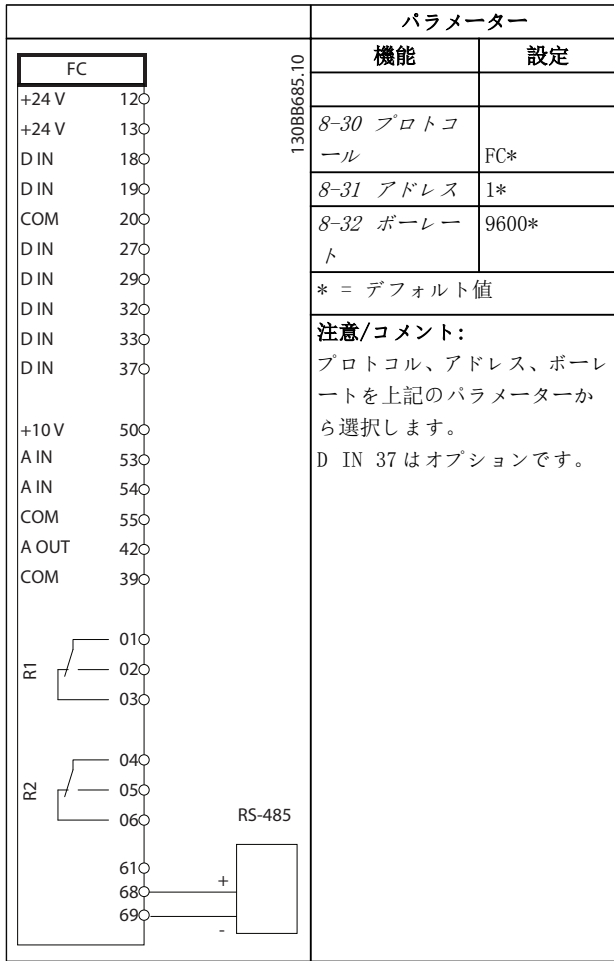 パラメーター
機能 設定
FC
130BB685.10
+24 V 12
+24 V 13
D IN 18
D IN 19
COM 20
D IN 27
D IN 29
D IN 32
D IN 33
D IN 37
+10 V 50
A IN 53
A IN 54
COM 55
A OUT 42
COM 39
R1
01
02
03
R2
04
05
06
RS-485
61
68 +
69 -
8-30 プロトコ
ール FC*
8-31 アドレス 1*
8-32 ボーレー 9600*
ト
* = デフォルト値
注意/コメント:
プロトコル、アドレス、ボーレ
ートを上記のパラメーターか
ら選択します。
D IN 37 はオプションです。